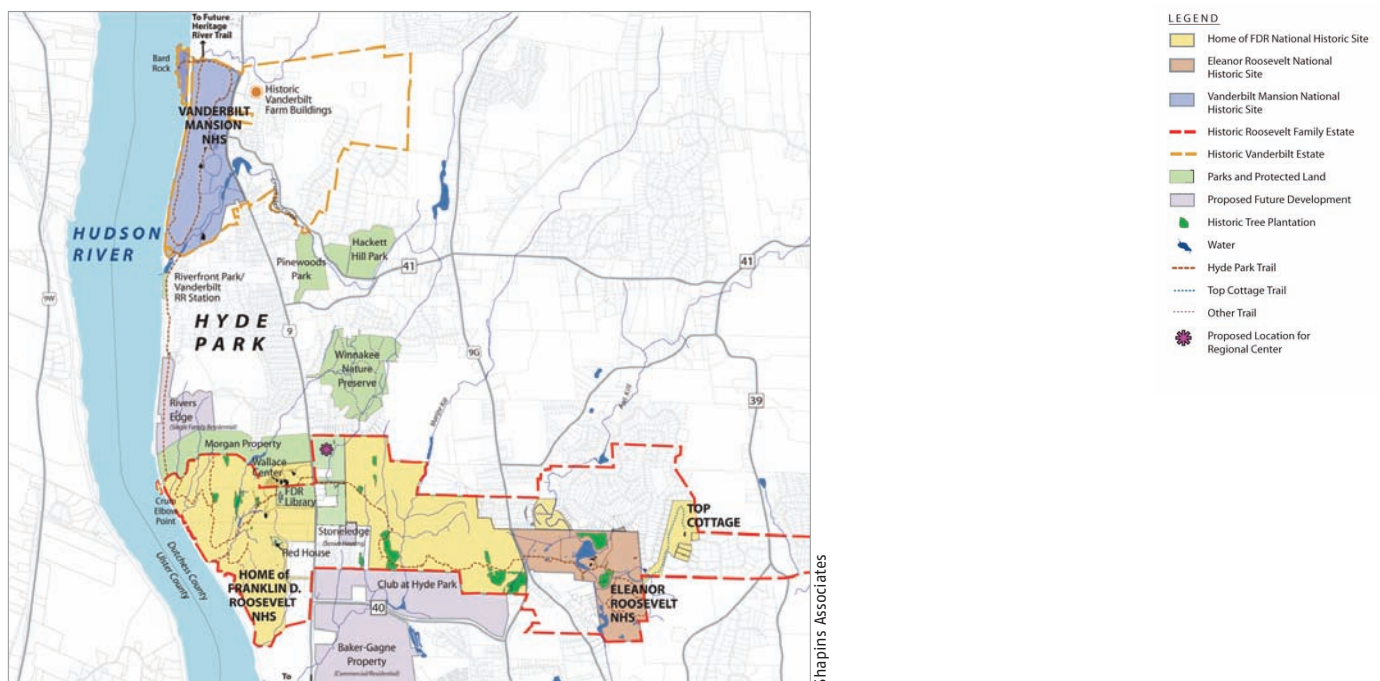 To Future
Heritage
River Trail
Bard
Rock
Historic
Vanderbilt
Farm Buildings
VANDERBILT
MANSION
NHS
HUDSON
RIVER
Hackett
Hill Park
Pinewoods
Park
41
41
Riverfront Park/
Vanderbilt
RR Station
9W
HYDE
PARK
9
9G
Winnakee
Nature
Preserve
39
Rivers
Edge
Morgan Property
Wallace
Center
FDR
Library
Crum
Elbow
Point
TOP
COTTAGE
Stoneledge
(Senior Housing)
Red House
Dutchess County
Ulster County
HOME of
FRANKLIN D.
ROOSEVELT
NHS
Club at Hyde Park
40
ELEANOR
ROOSEVELT
NHS
Baker-Gagne
Property
(Commercial/Residential)
To
Shapins Associates
LEGEND
Home of FDR National Historic Site
Eleanor Roosevelt National
Historic Site
Vanderbilt Mansion National
Historic Site
Historic Roosevelt Family Estate
Historic Vanderbilt Estate
Parks and Protected Land
Proposed Future Development
Historic Tree Plantation
Water
Hyde Park Trail
Top Cottage Trail
Other Trail
Proposed Location for
Regional Center